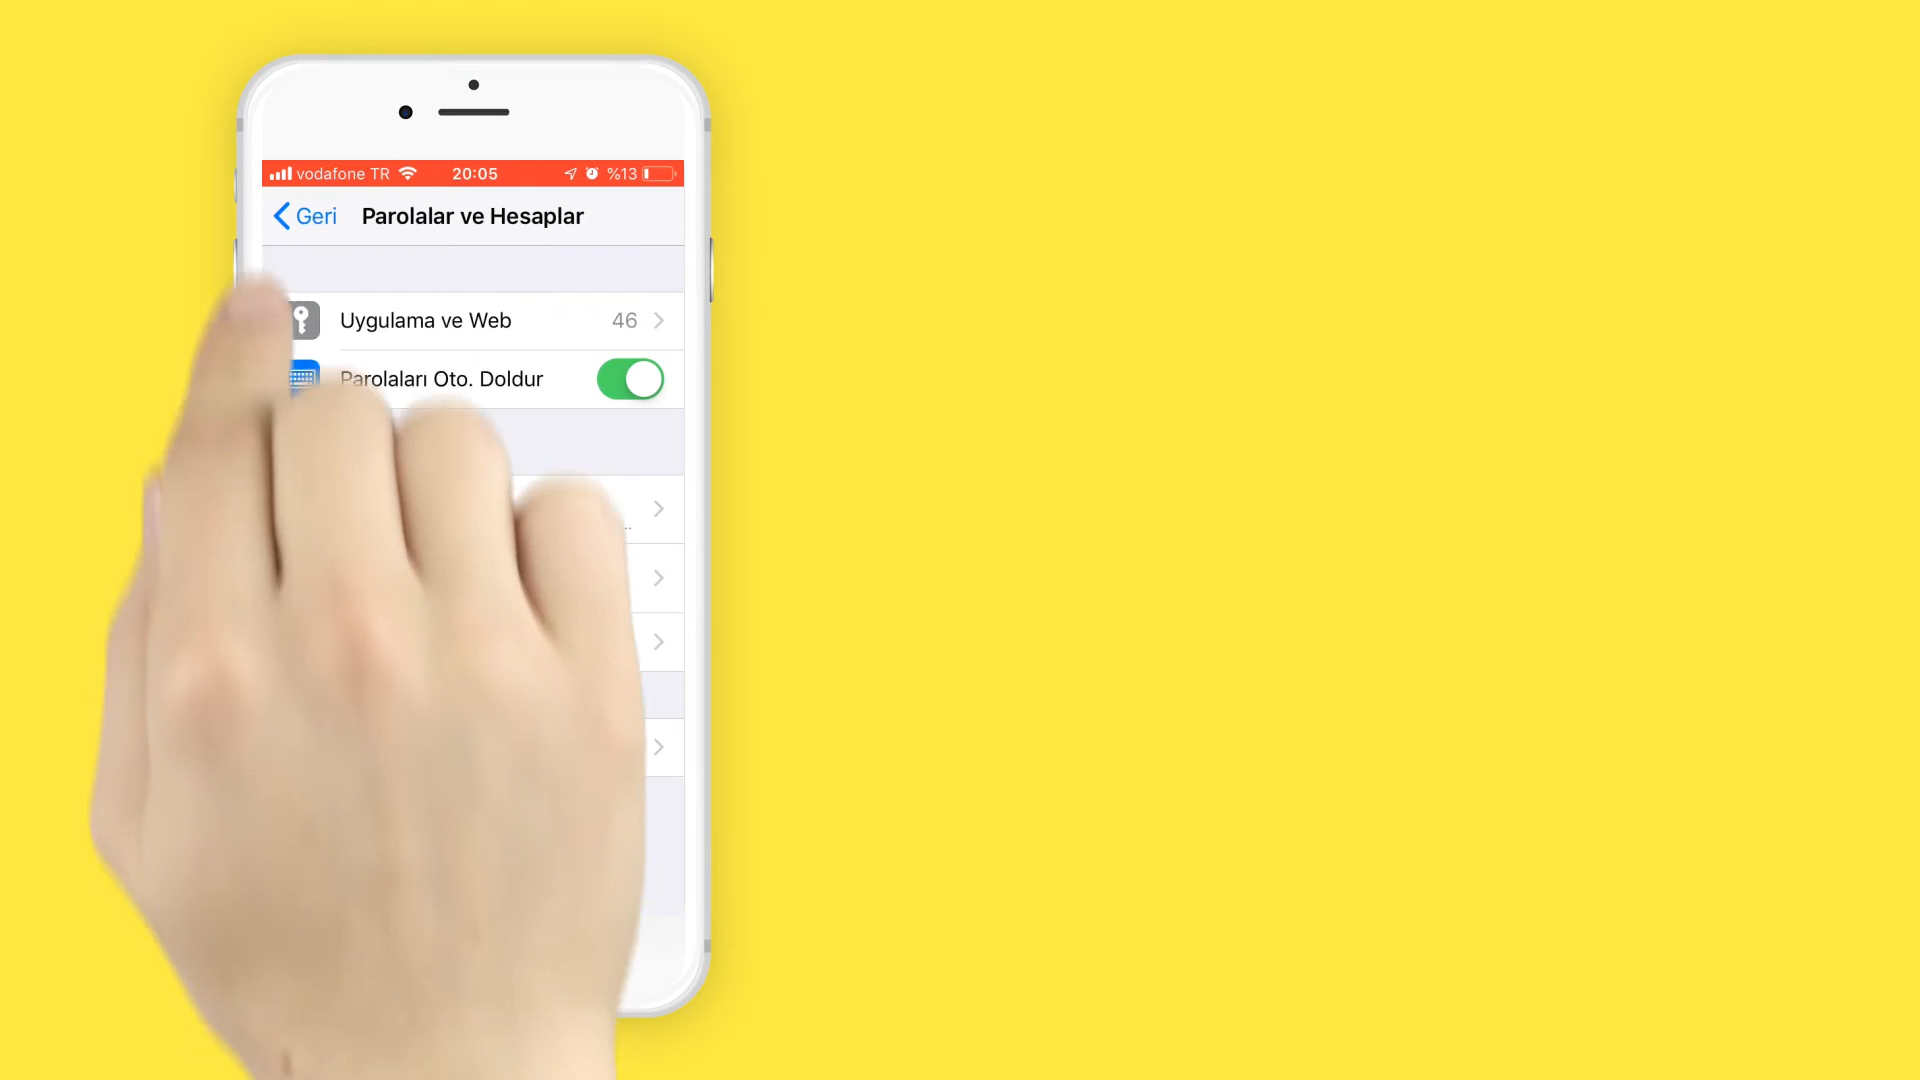 vodafone TR 20:05 %13
Geri Parolalar ve Hesaplar
Uygulama ve Web 46
Parolaları Oto. Doldur
..